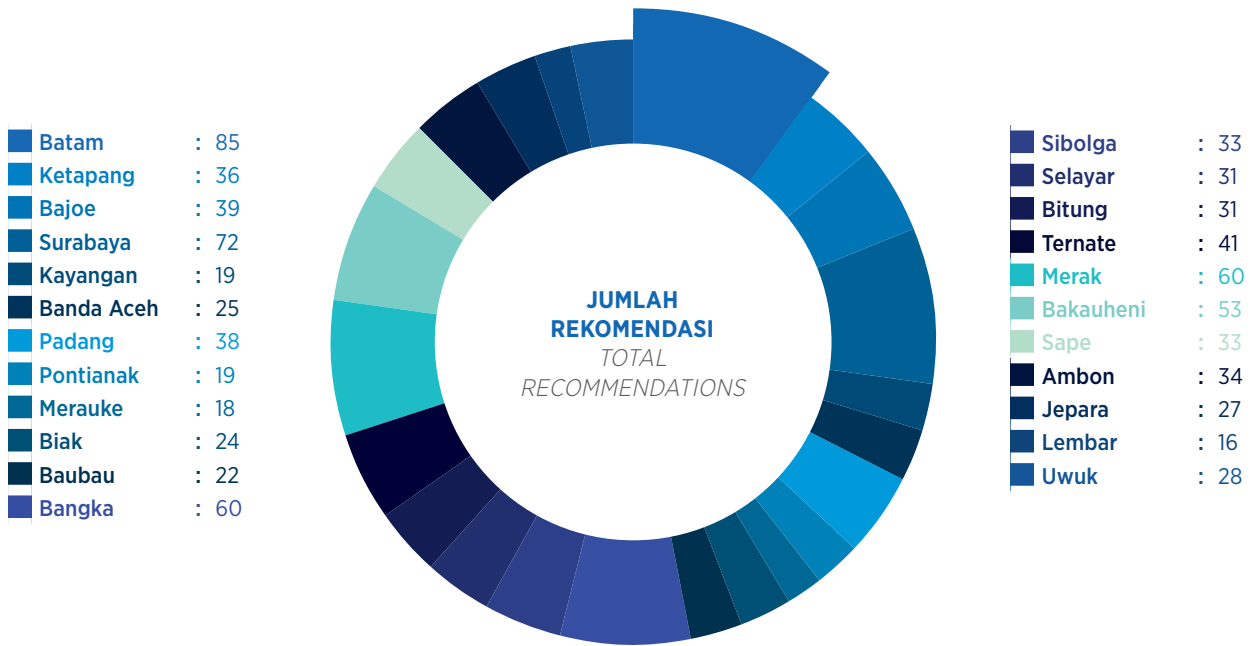 Batam : 85
Ketapang : 36
Bajoe : 39
Surabaya : 72
Kayangan : 19
Banda Aceh : 25
Padang : 38
Pontianak : 19
Merauke : 18
Biak : 24
Baubau : 22
Bangka : 60
JUMLAH
REKOMENDASI
TOTAL
RECOMMENDATIONS
Sibolga : 33
Selayar : 31
Bitung : 31
Ternate : 41
Merak : 60
Bakauheni : 53
Sape : 33
Ambon : 34
Jepara : 27
Lembar : 16
Uwuk : 28